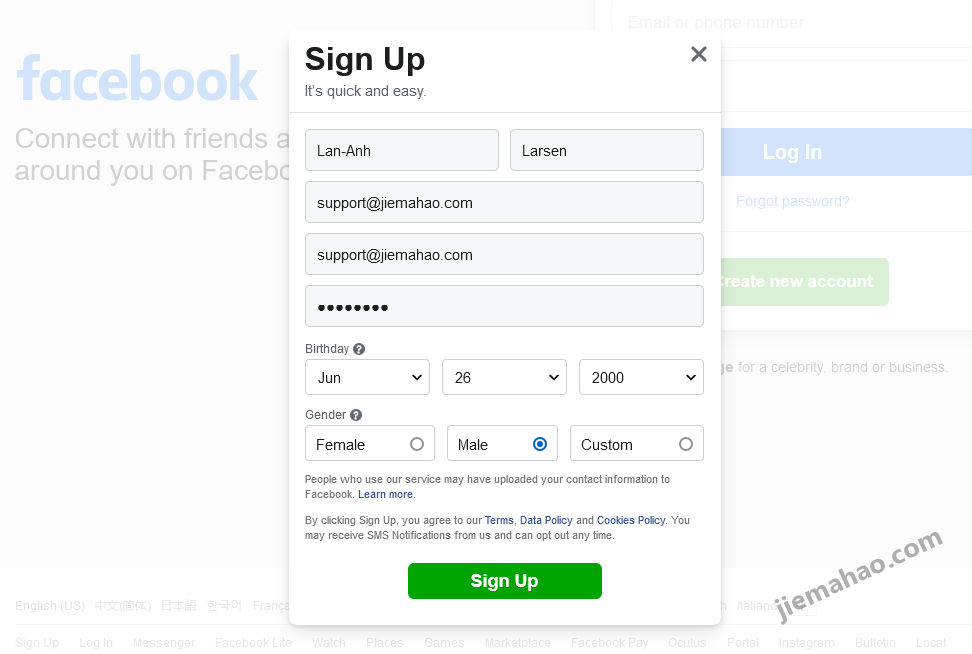 Email or phone number
facebook
Sign Up
It's quick and easy.
Connect with friends a
around you on Facebo
Log In
Lan-Anh Larsen
support@jiemahao.com
Forgot password?
support@jiemahao.com
Create new account
●●●●●●●●
Birthday ?
for a celebrity, brand or business.
Jun 26 2000
Gender ?
Female Male Custom
People who use our service may have uploaded your contact information to
Facebook. Learn more.
By clicking Sign Up, you agree to our Terms, Data Policy and Cookies Policy. You
may receive SMS Notifications from us and can opt out any time.
Sign Up
jiemahao.com
English (US) 中文(简体) 日本語 한국어 França Italiano
Sign Up Log In Messenger Facebook Lite Watch Places Games Marketplace Facebook Pay Oculus Portal Instagram Bulletin Local